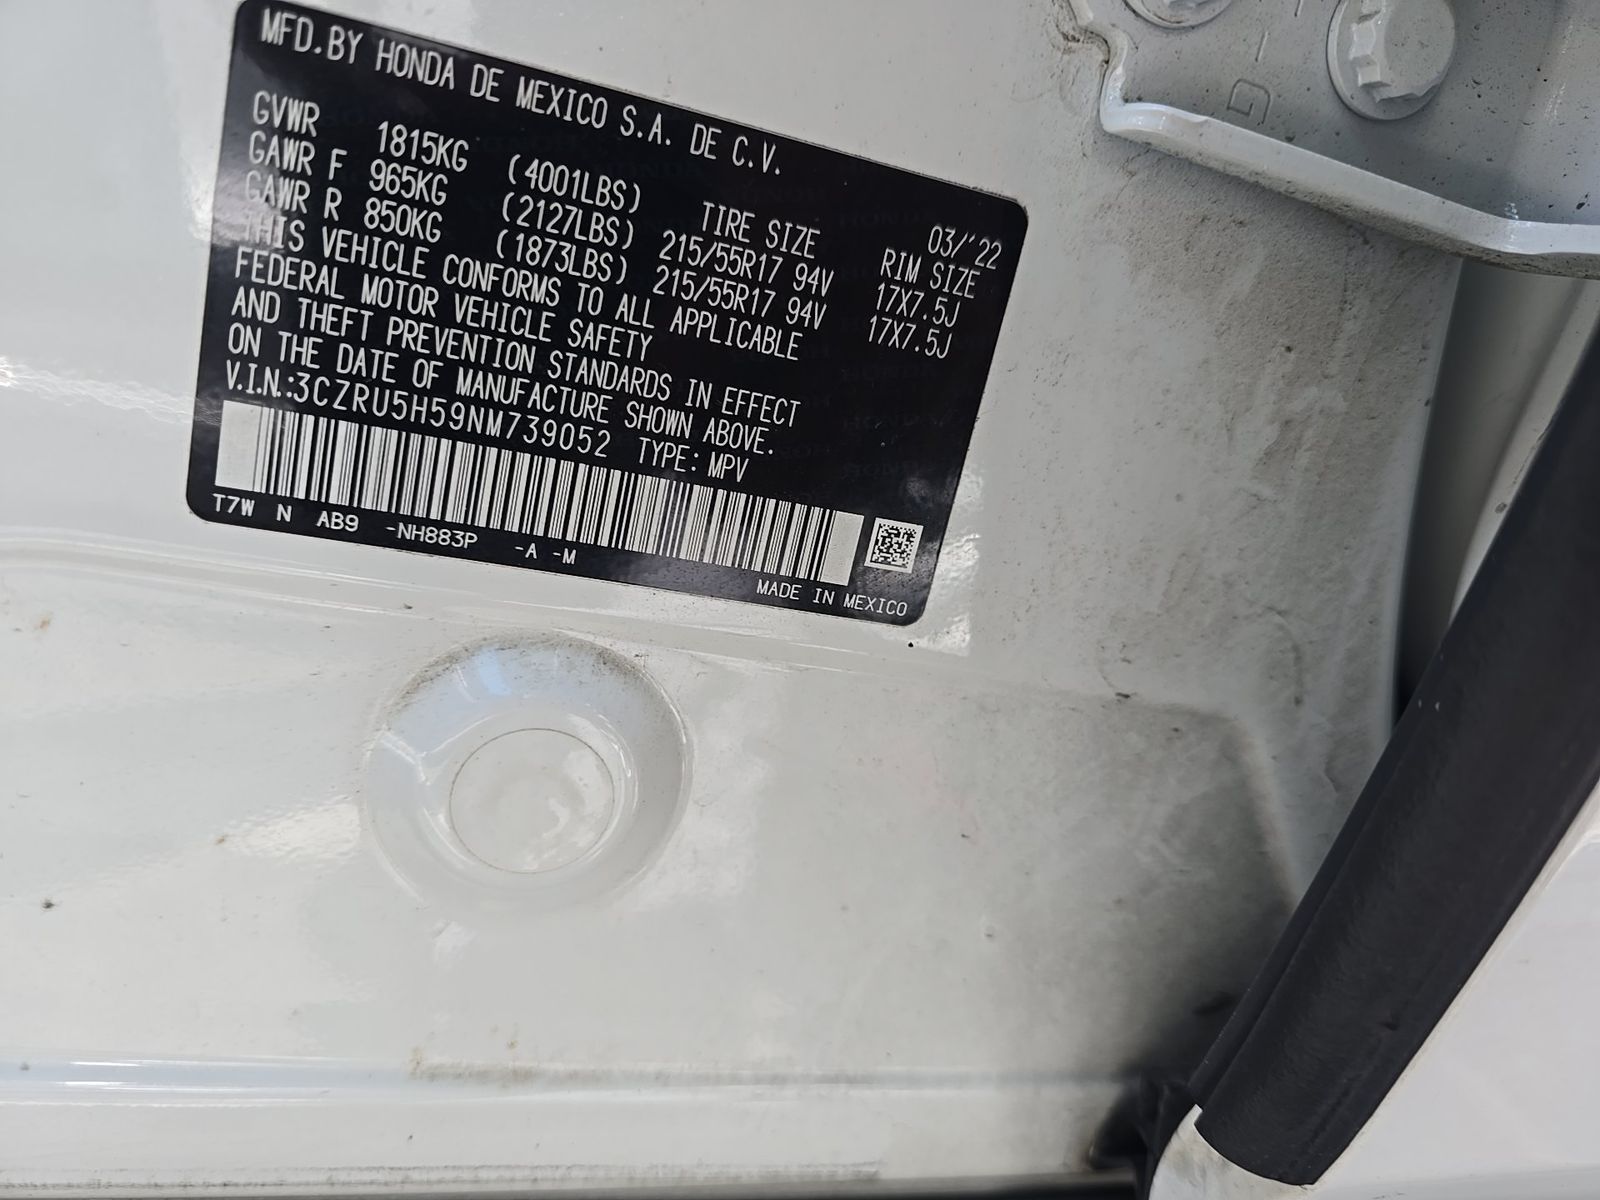 MFD.BY HONDA DE MEXICO S.A. DE C.V.
03/'22
GVWR 1815KG (4001LBS) TIRE SIZE RIM SIZE
GAWR F 965KG (2127LBS) 215/55R17 94V 17X7.5J
GAWR R 850KG (1873LBS) 215/55R17 94V 17X7.5J
THIS VEHICLE CONFORMS TO ALL APPLICABLE
FEDERAL MOTOR VEHICLE SAFETY
AND THEFT PREVENTION STANDARDS IN EFFECT
ON THE DATE OF MANUFACTURE SHOWN ABOVE.
V.I.N.:3CZRU5H59NM739052 TYPE: MPV
T7W N AB9 -NH883P -A -M
MADE IN MEXICO